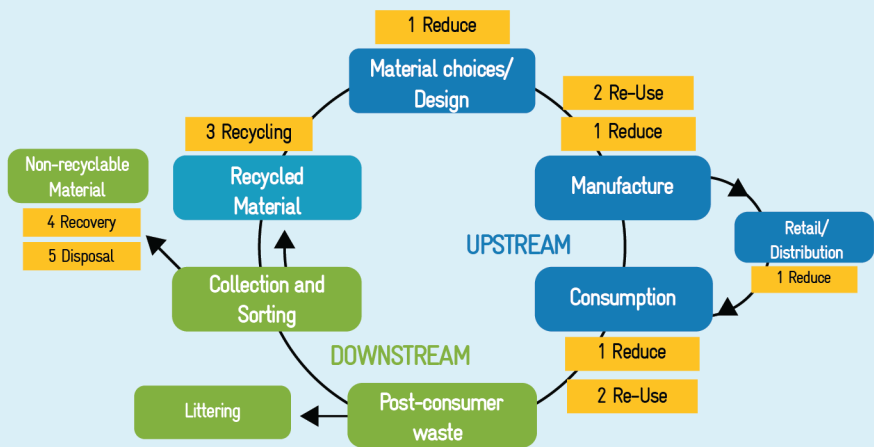 1 Reduce
Material choices/
Design
2 Re-Use
1 Reduce
3 Recycling
Non-recyclable
Material
Recycled
Material
Manufacture
4 Recovery
5 Disposal
UPSTREAM
Retail/
Distribution
1 Reduce
Collection and
Sorting
Consumption
DOWNSTREAM
1 Reduce
2 Re-Use
Littering
Post-consumer
waste